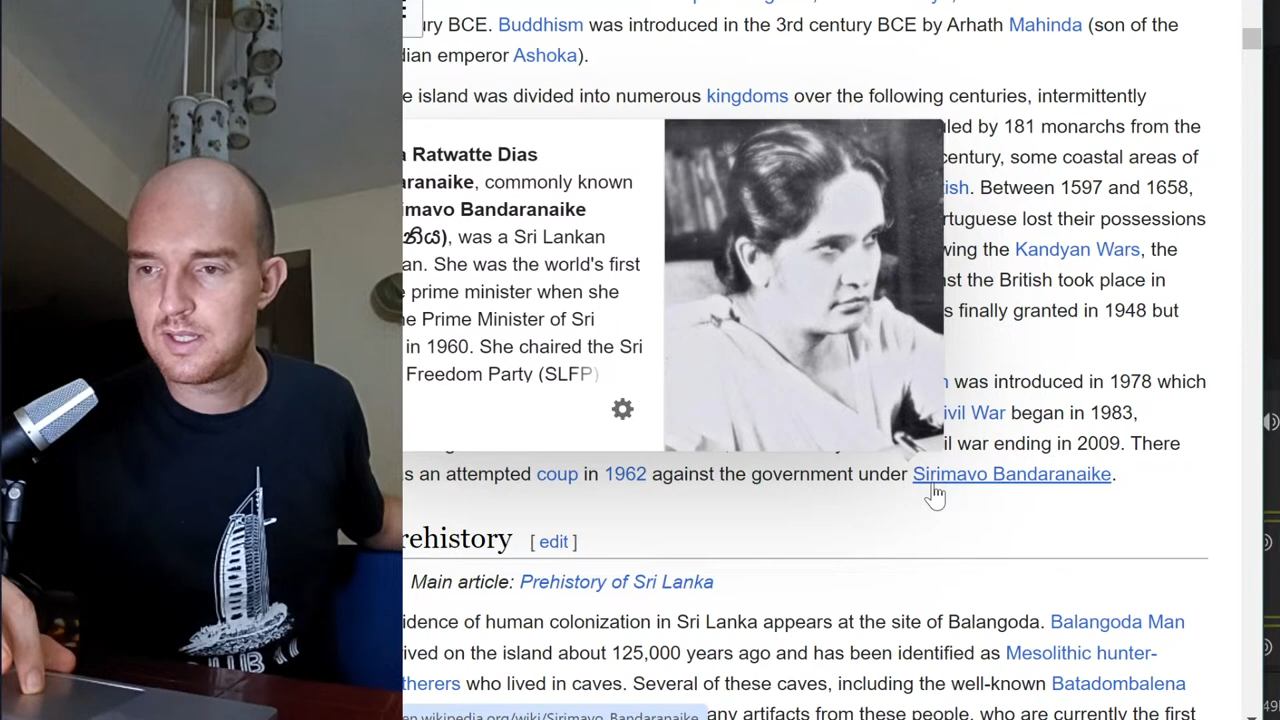 ury BCE. Buddhism was introduced in the 3rd century BCE by Arhath Mahinda (son of the
dian emperor Ashoka).
e island was divided into numerous kingdoms over the following centuries, intermittently
led by 181 monarchs from the
a Ratwatte Dias
century, some coastal areas of
aranaike, commonly known
ish. Between 1597 and 1658,
imavo Bandaranaike
rtuguese lost their possessions
නිය), was a Sri Lankan
wing the Kandyan Wars, the
an. She was the world's first
st the British took place in
e prime minister when she
s finally granted in 1948 but
he Prime Minister of Sri
in 1960. She chaired the Sri
Freedom Party (SLFP)
n was introduced in 1978 which
ivil War began in 1983,
il war ending in 2009. There
s an attempted coup in 1962 against the government under Sirimavo Bandaranaike.
rehistory [ edit ]
Main article: Prehistory of Sri Lanka
idence of human colonization in Sri Lanka appears at the site of Balangoda. Balangoda Man
ived on the island about 125,000 years ago and has been identified as Mesolithic hunter-
therers who lived in caves. Several of these caves, including the well-known Batadombalena
en.wikipedia.org/wiki/Sirimavo_Bandaranaike any artifacts from these people, who are currently the first
49